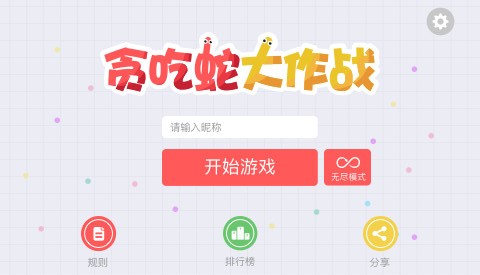 贪吃蛇大作战
请输入昵称
开始游戏
无尽模式
规则
排行榜
分享